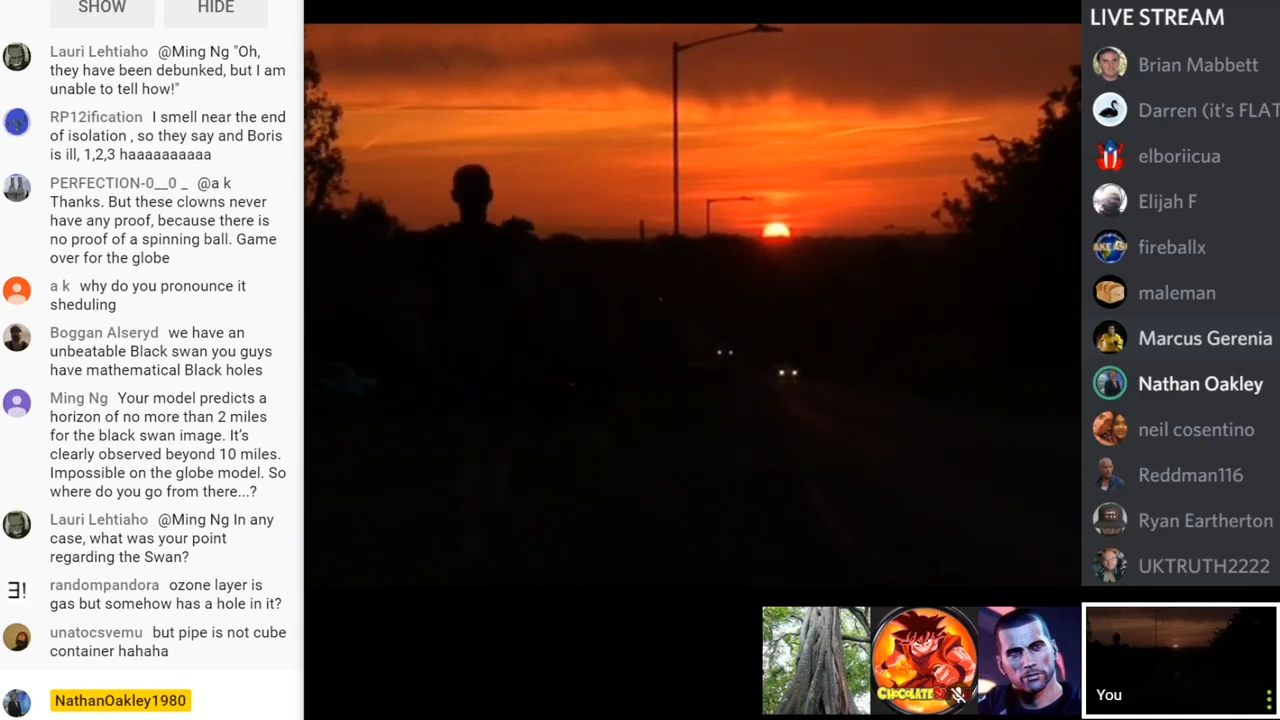 SHOW
HIDE
Lauri Lehtiaho @Ming Ng "Oh,
they have been debunked, but I am
unable to tell how!"
RP12ification I smell near the end
of isolation , so they say and Boris
is ill, 1,2,3 haaaaaaaaaa
PERFECTION-0__0 _ @a k
Thanks. But these clowns never
have any proof, because there is
no proof of a spinning ball. Game
over for the globe
a k why do you pronounce it
sheduling
Boggan Alseryd we have an
unbeatable Black swan you guys
have mathematical Black holes
Ming Ng Your model predicts a
horizon of no more than 2 miles
for the black swan image. It's
clearly observed beyond 10 miles.
Impossible on the globe model. So
where do you go from there...?
Lauri Lehtiaho @Ming Ng In any
case, what was your point
regarding the Swan?
randompandora ozone layer is
gas but somehow has a hole in it?
unatocsvemu but pipe is not cube
container hahaha
NathanOakley1980
LIVE STREAM
Brian Mabbett
Darren (it's FLAT
elboriicua
Elijah F
fireballx
maleman
Marcus Gerenia
Nathan Oakley
neil cosentino
Reddman116
Ryan Eartherton
UKTRUTH2222
You